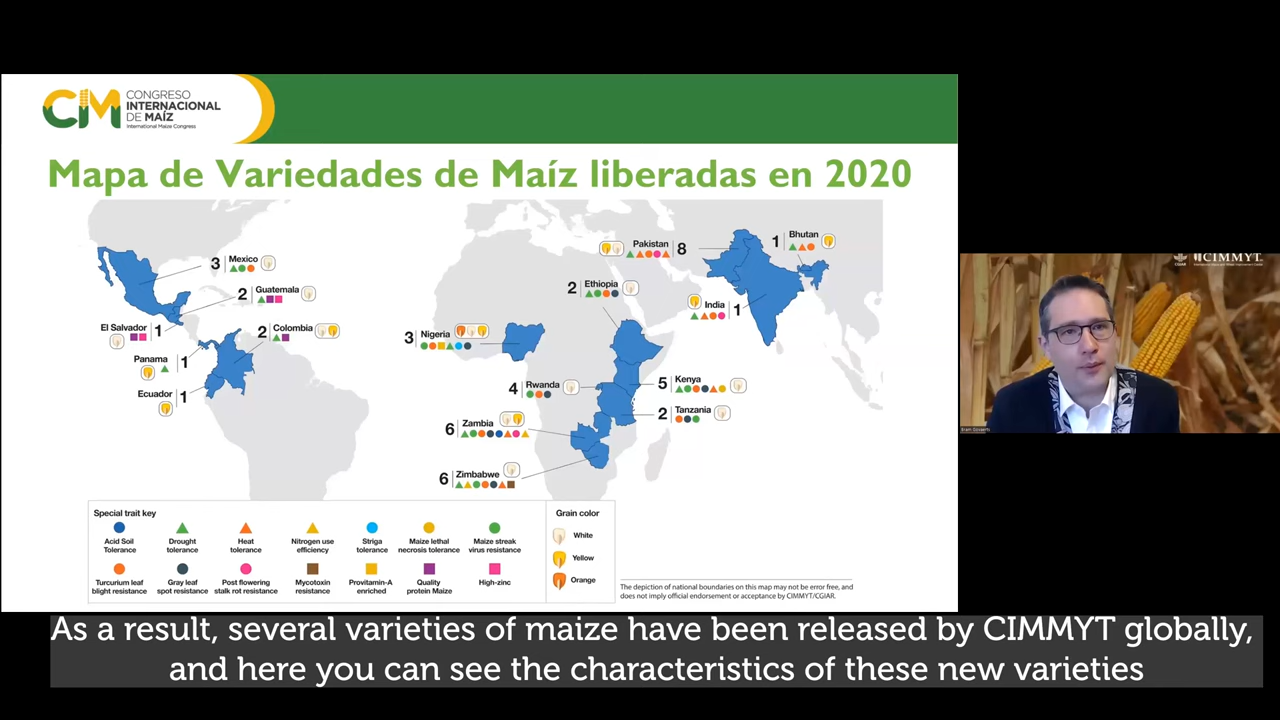 CIM
CONGRESO
INTERNACIONAL
DE MAÍZ
International Maize Congress
Mapa de Variedades de Maíz liberadas en 2020
3 Mexico
2 Guatemala
El Salvador 1
2 Colombia
Panama 1
Ecuador 1
3 Nigeria
2 Ethiopia
Pakistan 8
1 Bhutan
India 1
4 Rwanda
5 Kenya
2 Tanzania
6 Zambia
6 Zimbabwe
Special trait key
Acid Soil
Tolerance
Drought
tolerance
Heat
tolerance
Nitrogen use
efficiency
Striga
tolerance
Maize lethal
necrosis tolerance
Maize streak
virus resistance
Turcurium leaf
blight resistance
Gray leaf
spot resistance
Post flowering
stalk rot resistance
Mycotoxin
resistance
Provitamin-A
enriched
Quality
protein Maize
High-zinc
Grain color
White
Yellow
Orange
The depiction of national boundaries on this map may not be error free, and
does not imply official endorsement or acceptance by CIMMYT/CGIAR.
CGIAR
CIMMYT
As a result, several varieties of maize have been released by CIMMYT globally,
and here you can see the characteristics of these new varieties